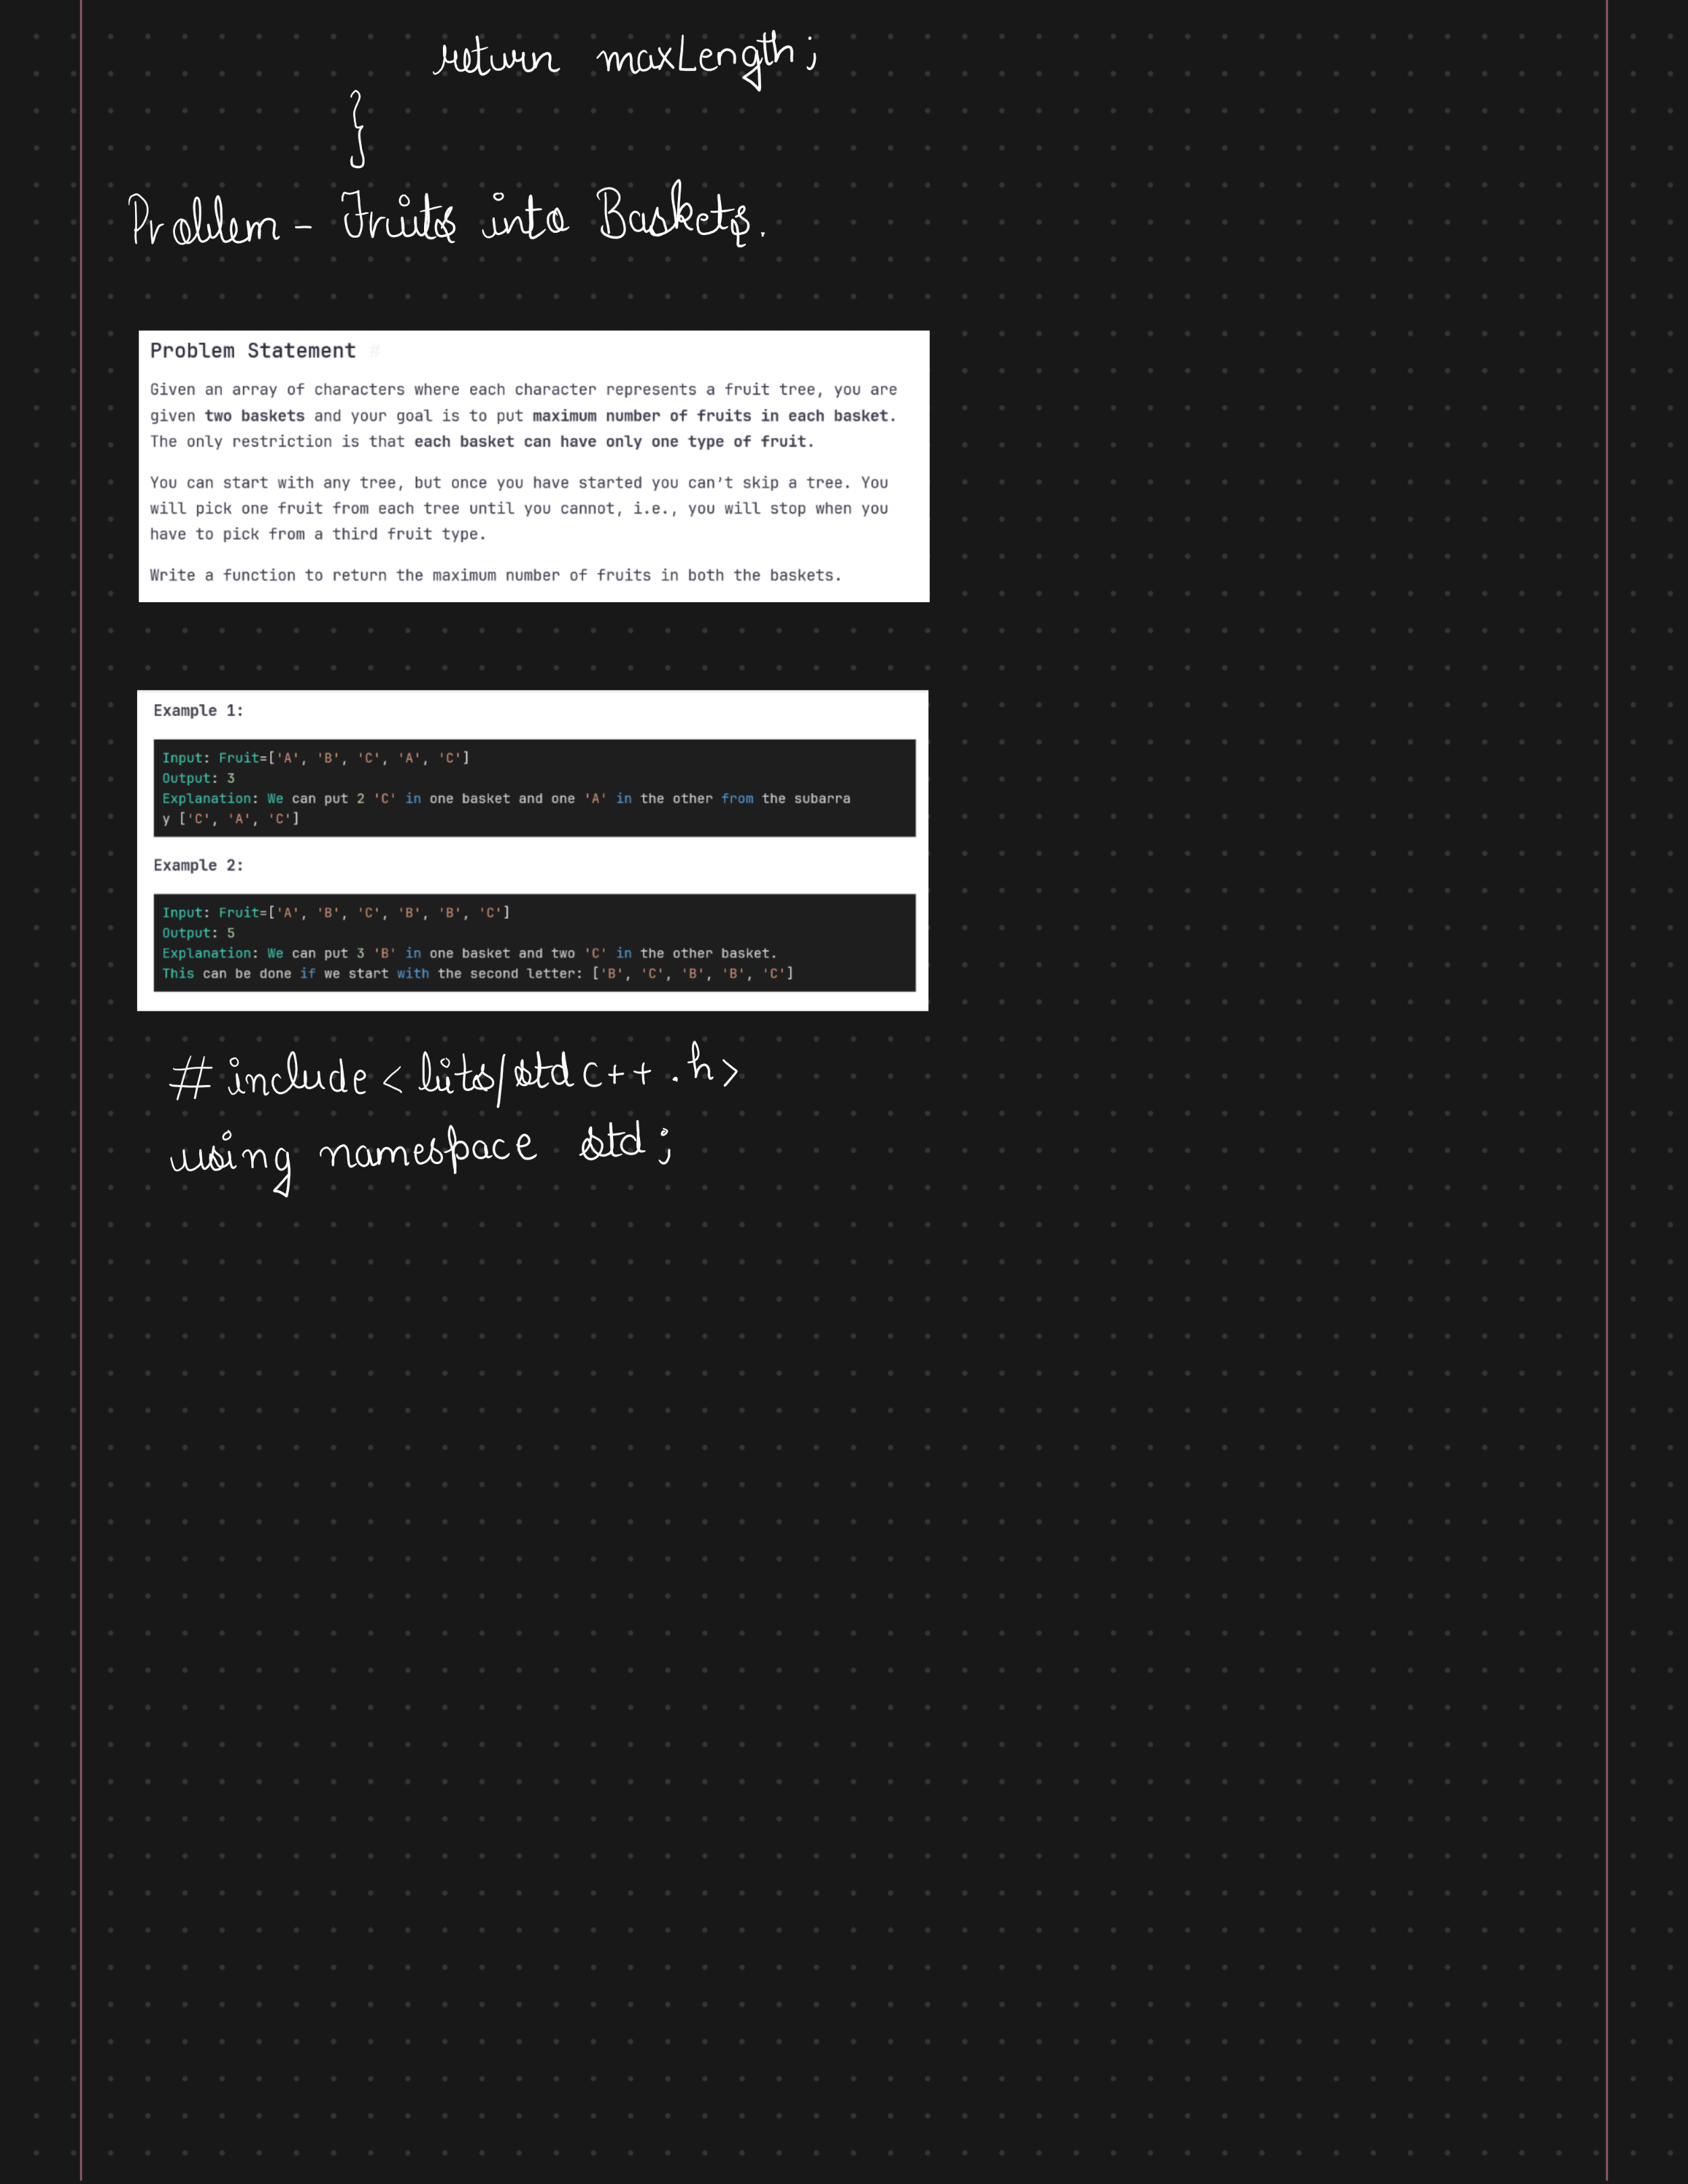 return maxLength;
}
Problem - Fruits into Baskets.
Problem Statement #
Given an array of characters where each character represents a fruit tree, you are
given two baskets and your goal is to put maximum number of fruits in each basket.
The only restriction is that each basket can have only one type of fruit.
You can start with any tree, but once you have started you can’t skip a tree. You
will pick one fruit from each tree until you cannot, i.e., you will stop when you
have to pick from a third fruit type.
Write a function to return the maximum number of fruits in both the baskets.
Example 1:
Input: Fruit=['A', 'B', 'C', 'A', 'C']
Output: 3
Explanation: We can put 2 'C' in one basket and one 'A' in the other from the subarra
y ['C', 'A', 'C']
Example 2:
Input: Fruit=['A', 'B', 'C', 'B', 'B', 'C']
Output: 5
Explanation: We can put 3 'B' in one basket and two 'C' in the other basket.
This can be done if we start with the second letter: ['B', 'C', 'B', 'B', 'C']
#include <bits/stdc++.h>
using namespace std;